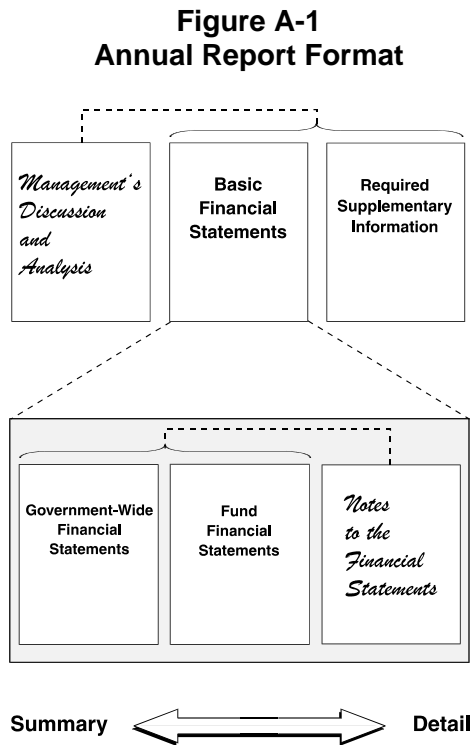 Figure A-1
Annual Report Format
Management's
Discussion
and
Analysis
Basic
Financial
Statements
Required
Supplementary
Information
Government-Wide
Financial
Statements
Fund
Financial
Statements
Notes
to the
Financial
Statements
Summary
Detail